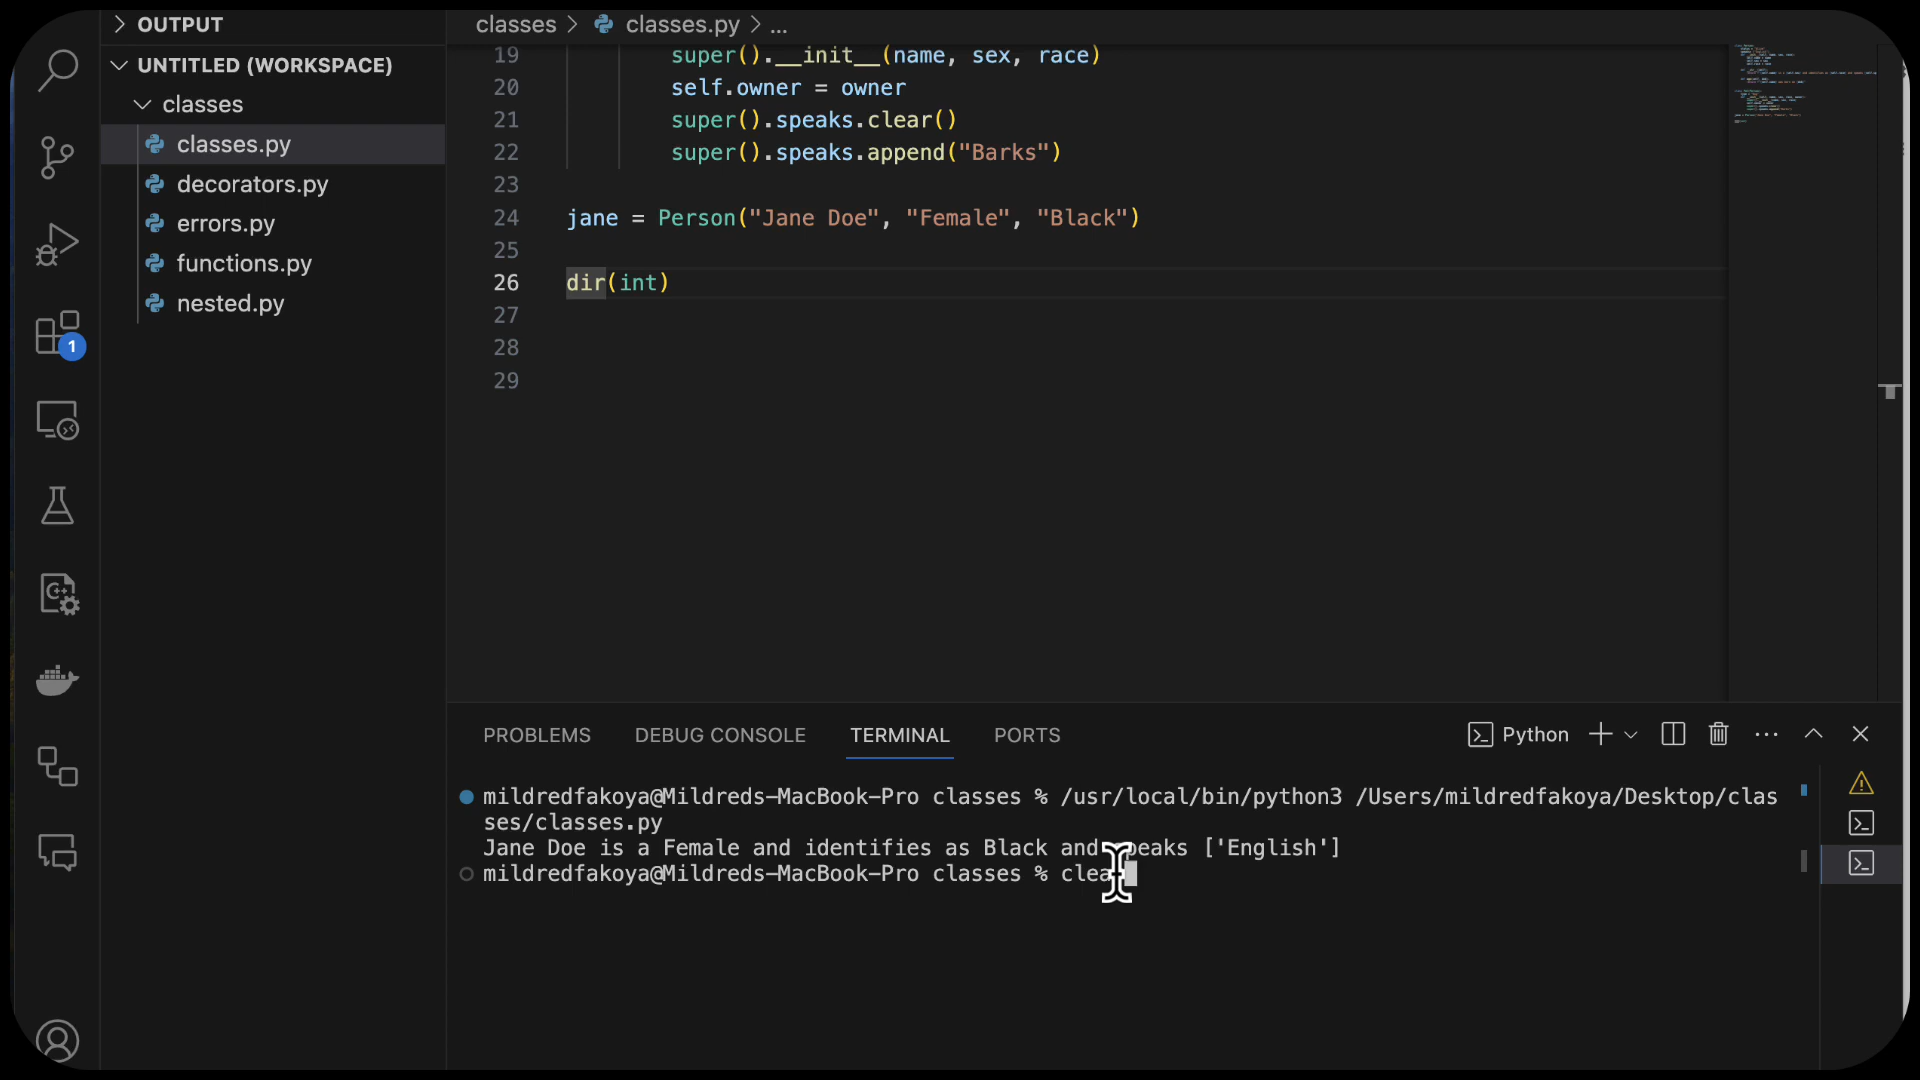 OUTPUT
UNTITLED (WORKSPACE)
classes
classes.py
decorators.py
errors.py
functions.py
nested.py
1
classes > classes.py > ...
19 super().__init__(name, sex, race)
20 self.owner = owner
21 super().speaks.clear()
22 super().speaks.append("Barks")
23
24 jane = Person("Jane Doe", "Female", "Black")
25
26 dir(int)
27
28
29
PROBLEMS DEBUG CONSOLE TERMINAL PORTS Python
mildredfakoya@Mildreds-MacBook-Pro classes % /usr/local/bin/python3 /Users/mildredfakoya/Desktop/clas
ses/classes.py
Jane Doe is a Female and identifies as Black and speaks ['English']
mildredfakoya@Mildreds-MacBook-Pro classes % clear